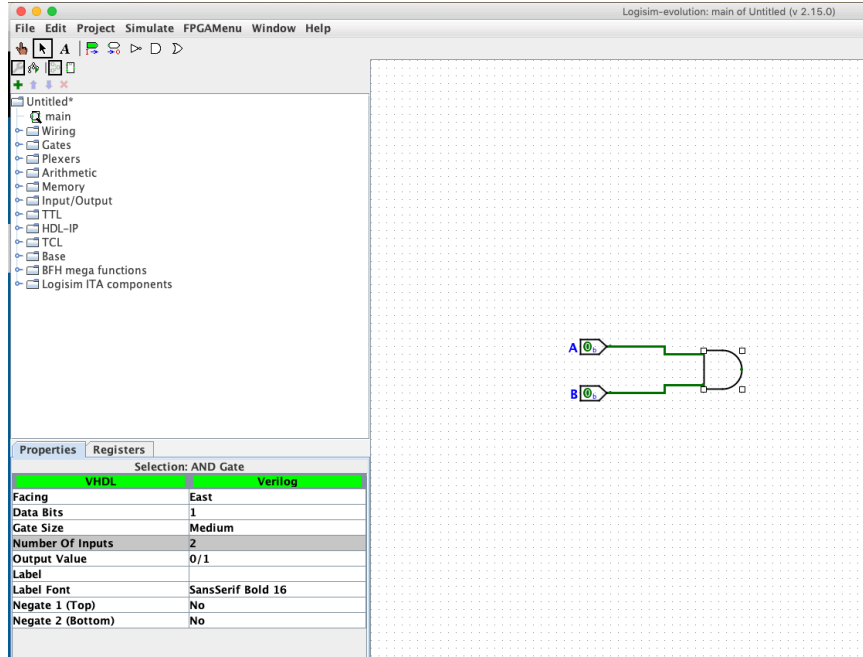 Logisim-evolution: main of Untitled (v 2.15.0)
File Edit Project Simulate FPGAMenu Window Help
A
Untitled*
main
Wiring
Gates
Plexers
Arithmetic
Memory
Input/Output
TTL
HDL-IP
TCL
Base
BFH mega functions
Logisim ITA components
A 0b
B 0b
Properties Registers
Selection: AND Gate
VHDL Verilog
Facing East
Data Bits 1
Gate Size Medium
Number Of Inputs 2
Output Value 0/1
Label
Label Font SansSerif Bold 16
Negate 1 (Top) No
Negate 2 (Bottom) No